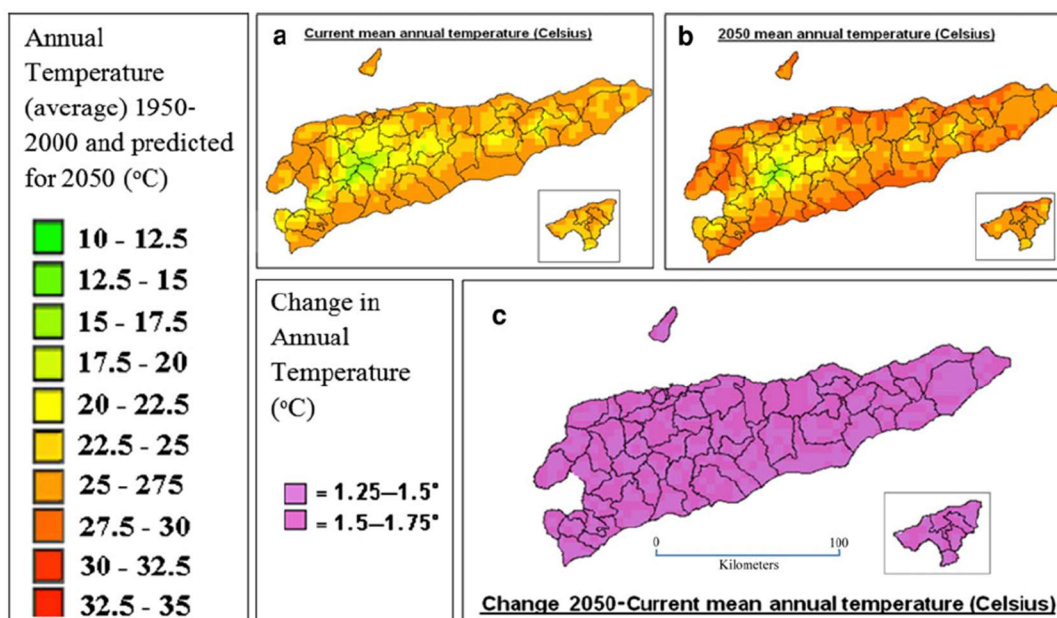 Annual
Temperature
(average) 1950-
2000 and predicted
for 2050 (°C)
10 - 12.5
12.5 - 15
15 - 17.5
17.5 - 20
20 - 22.5
22.5 - 25
25 - 275
27.5 - 30
30 - 32.5
32.5 - 35
a
Current mean annual temperature (Celsius)
b
2050 mean annual temperature (Celsius)
Change in
Annual
Temperature
(°C)
= 1.25–1.5°
= 1.5–1.75°
c
0 100
Kilometers
Change 2050-Current mean annual temperature (Celsius)